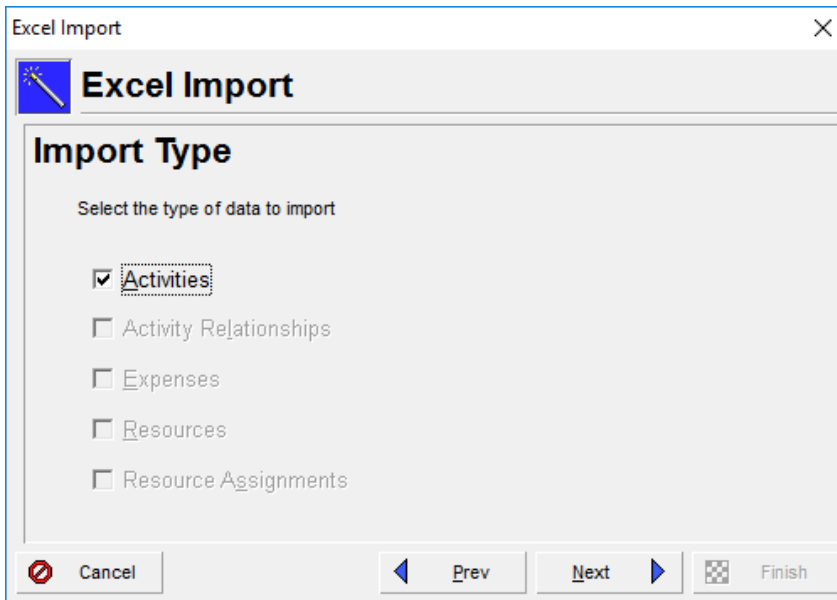 Excel Import
Excel Import
Import Type
Select the type of data to import
Activities
Activity Relationships
Expenses
Resources
Resource Assignments
Cancel Prev Next Finish